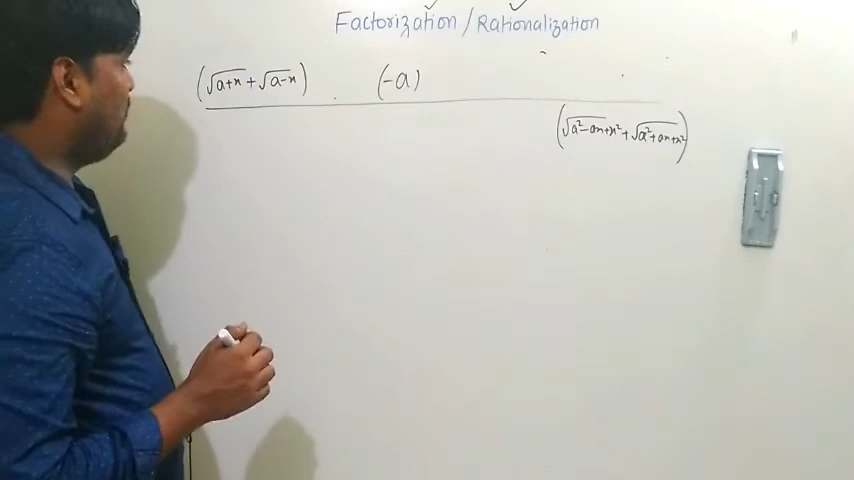 Factorization / Rationalization
(√a+x + √a-x) (-a)
(√a²-ax+x² + √a²+ax+x²)